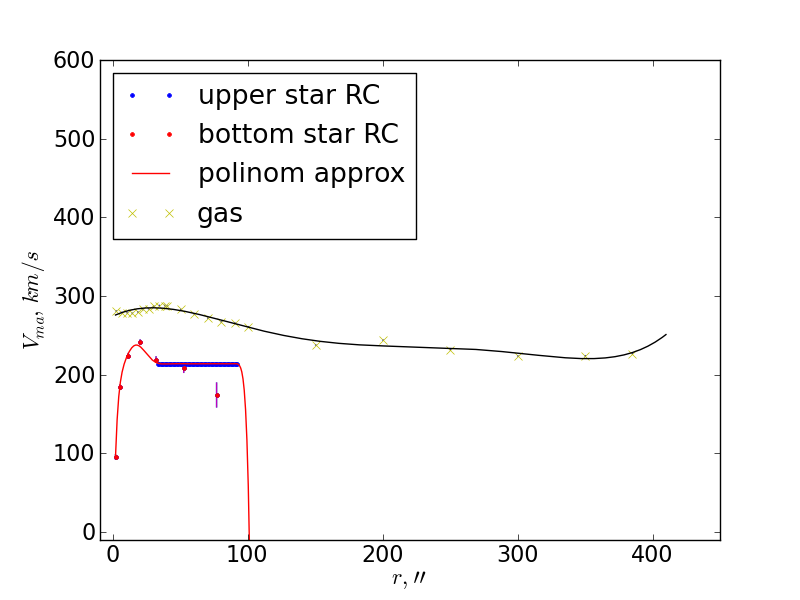 600
500
400
300
200
100
0
V_ma, km/s
upper star RC
bottom star RC
polinom approx
gas
0
100
200
300
400
r, ″